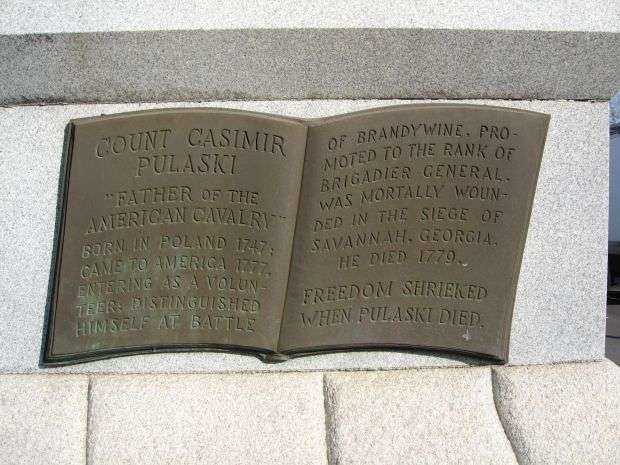 COUNT CASIMIR
PULASKI
"FATHER OF THE
AMERICAN CAVALRY"
BORN IN POLAND 1747;
CAME TO AMERICA 1777,
ENTERING AS A VOLUN-
TEER; DISTINGUISHED
HIMSELF AT BATTLE
OF BRANDYWINE, PRO-
MOTED TO THE RANK OF
BRIGADIER GENERAL.
WAS MORTALLY WOUN-
DED IN THE SIEGE OF
SAVANNAH, GEORGIA.
HE DIED 1779.
FREEDOM SHRIEKED
WHEN PULASKI DIED.